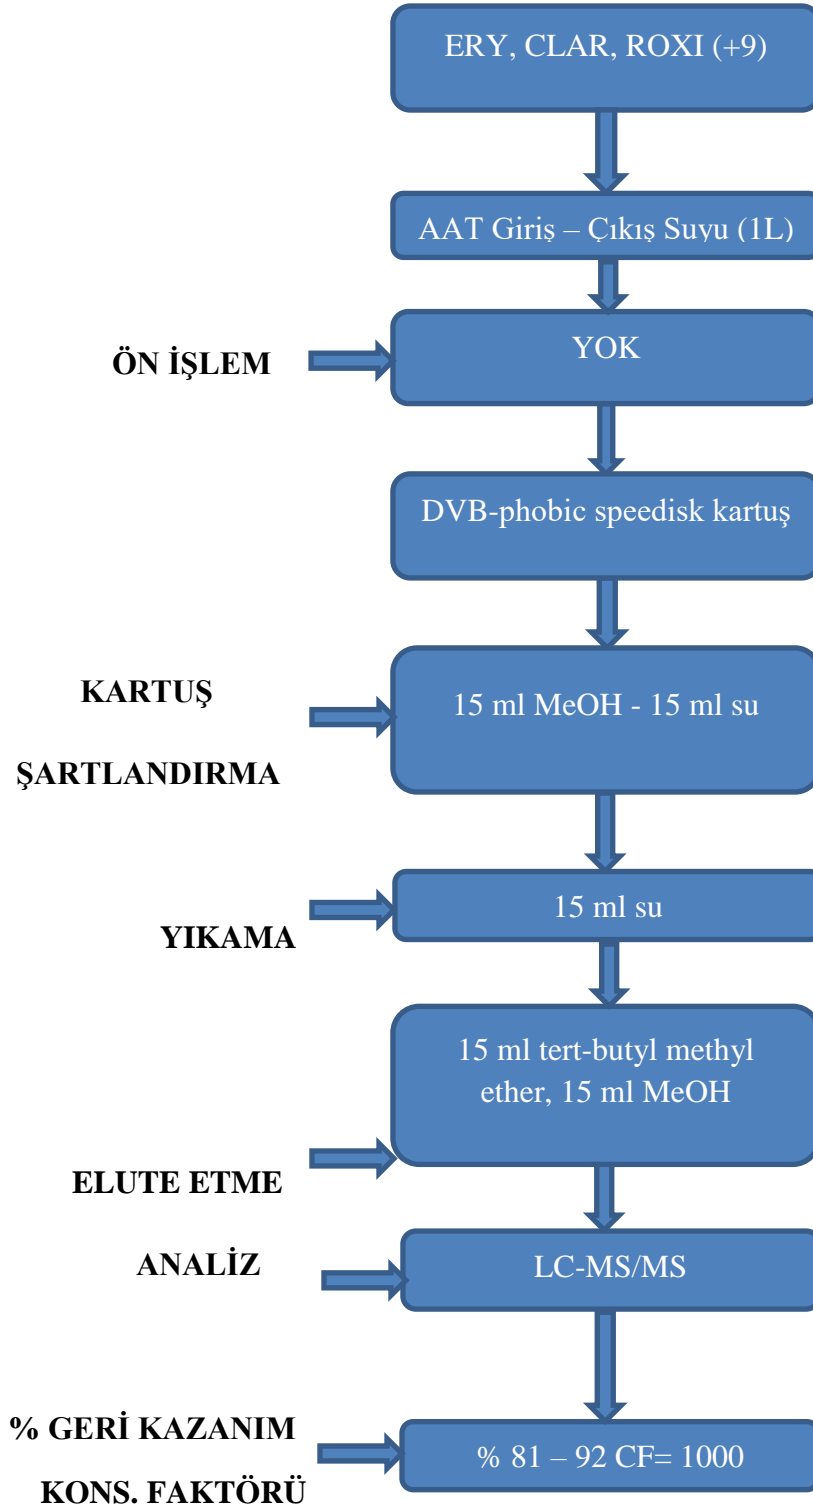 ERY, CLAR, ROXI (+9)
AAT Giriş – Çıkış Suyu (1L)
ÖN İŞLEM
YOK
DVB-phobic speedisk kartuş
KARTUŞ
ŞARTLANDIRMA
15 ml MeOH - 15 ml su
YIKAMA
15 ml su
15 ml tert-butyl methyl
ether, 15 ml MeOH
ELUTE ETME
ANALİZ
LC-MS/MS
% GERİ KAZANIM
KONS. FAKTÖRÜ
% 81 – 92 CF= 1000